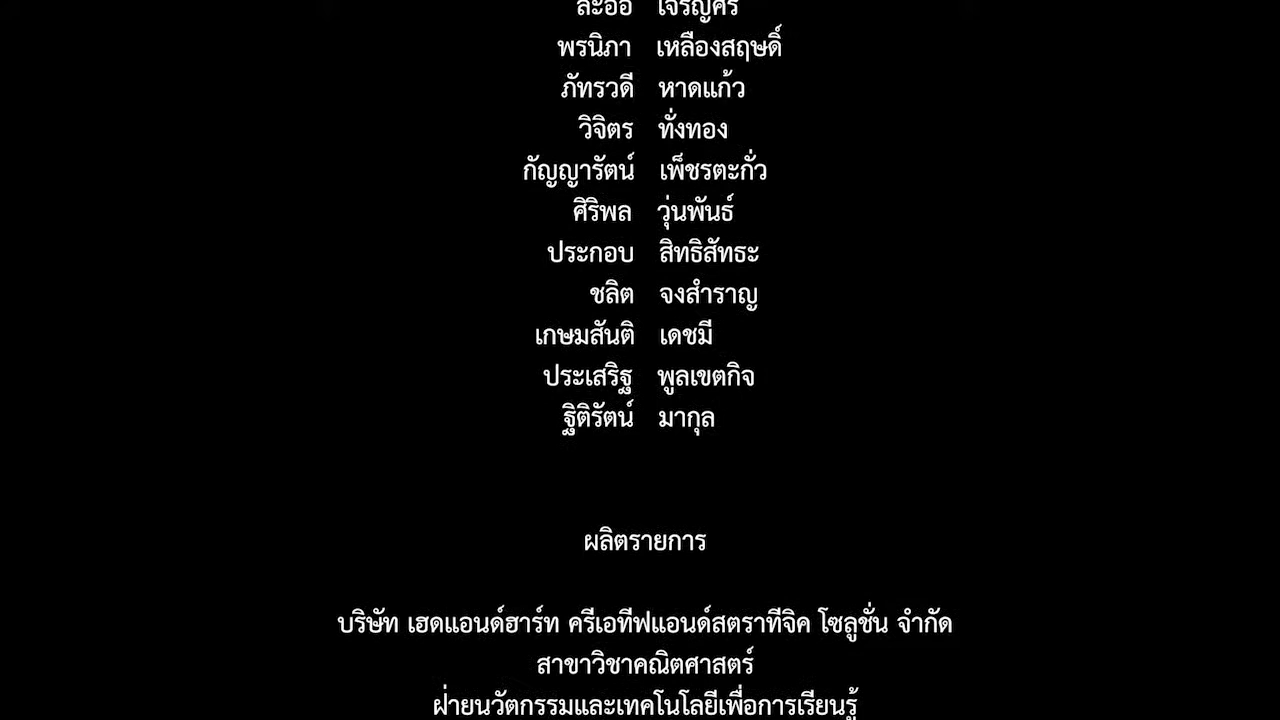 ละออ เจริญศรี
พรนิภา เหลืองสฤษดิ์
ภัทรวดี หาดแก้ว
วิจิตร ทั่งทอง
กัญญารัตน์ เพ็ชรตะกั่ว
ศิริพล วุ่นพันธ์
ประกอบ สิทธิสัทธะ
ชลิต จงสำราญ
เกษมสันติ เดชมี
ประเสริฐ พูลเขตกิจ
ฐิติรัตน์ มากุล
ผลิตรายการ
บริษัท เฮดแอนด์ฮาร์ท ครีเอทีฟแอนด์สตราทีจิค โซลูชั่น จำกัด
สาขาวิชาคณิตศาสตร์
ฝ่ายนวัตกรรมและเทคโนโลยีเพื่อการเรียนรู้